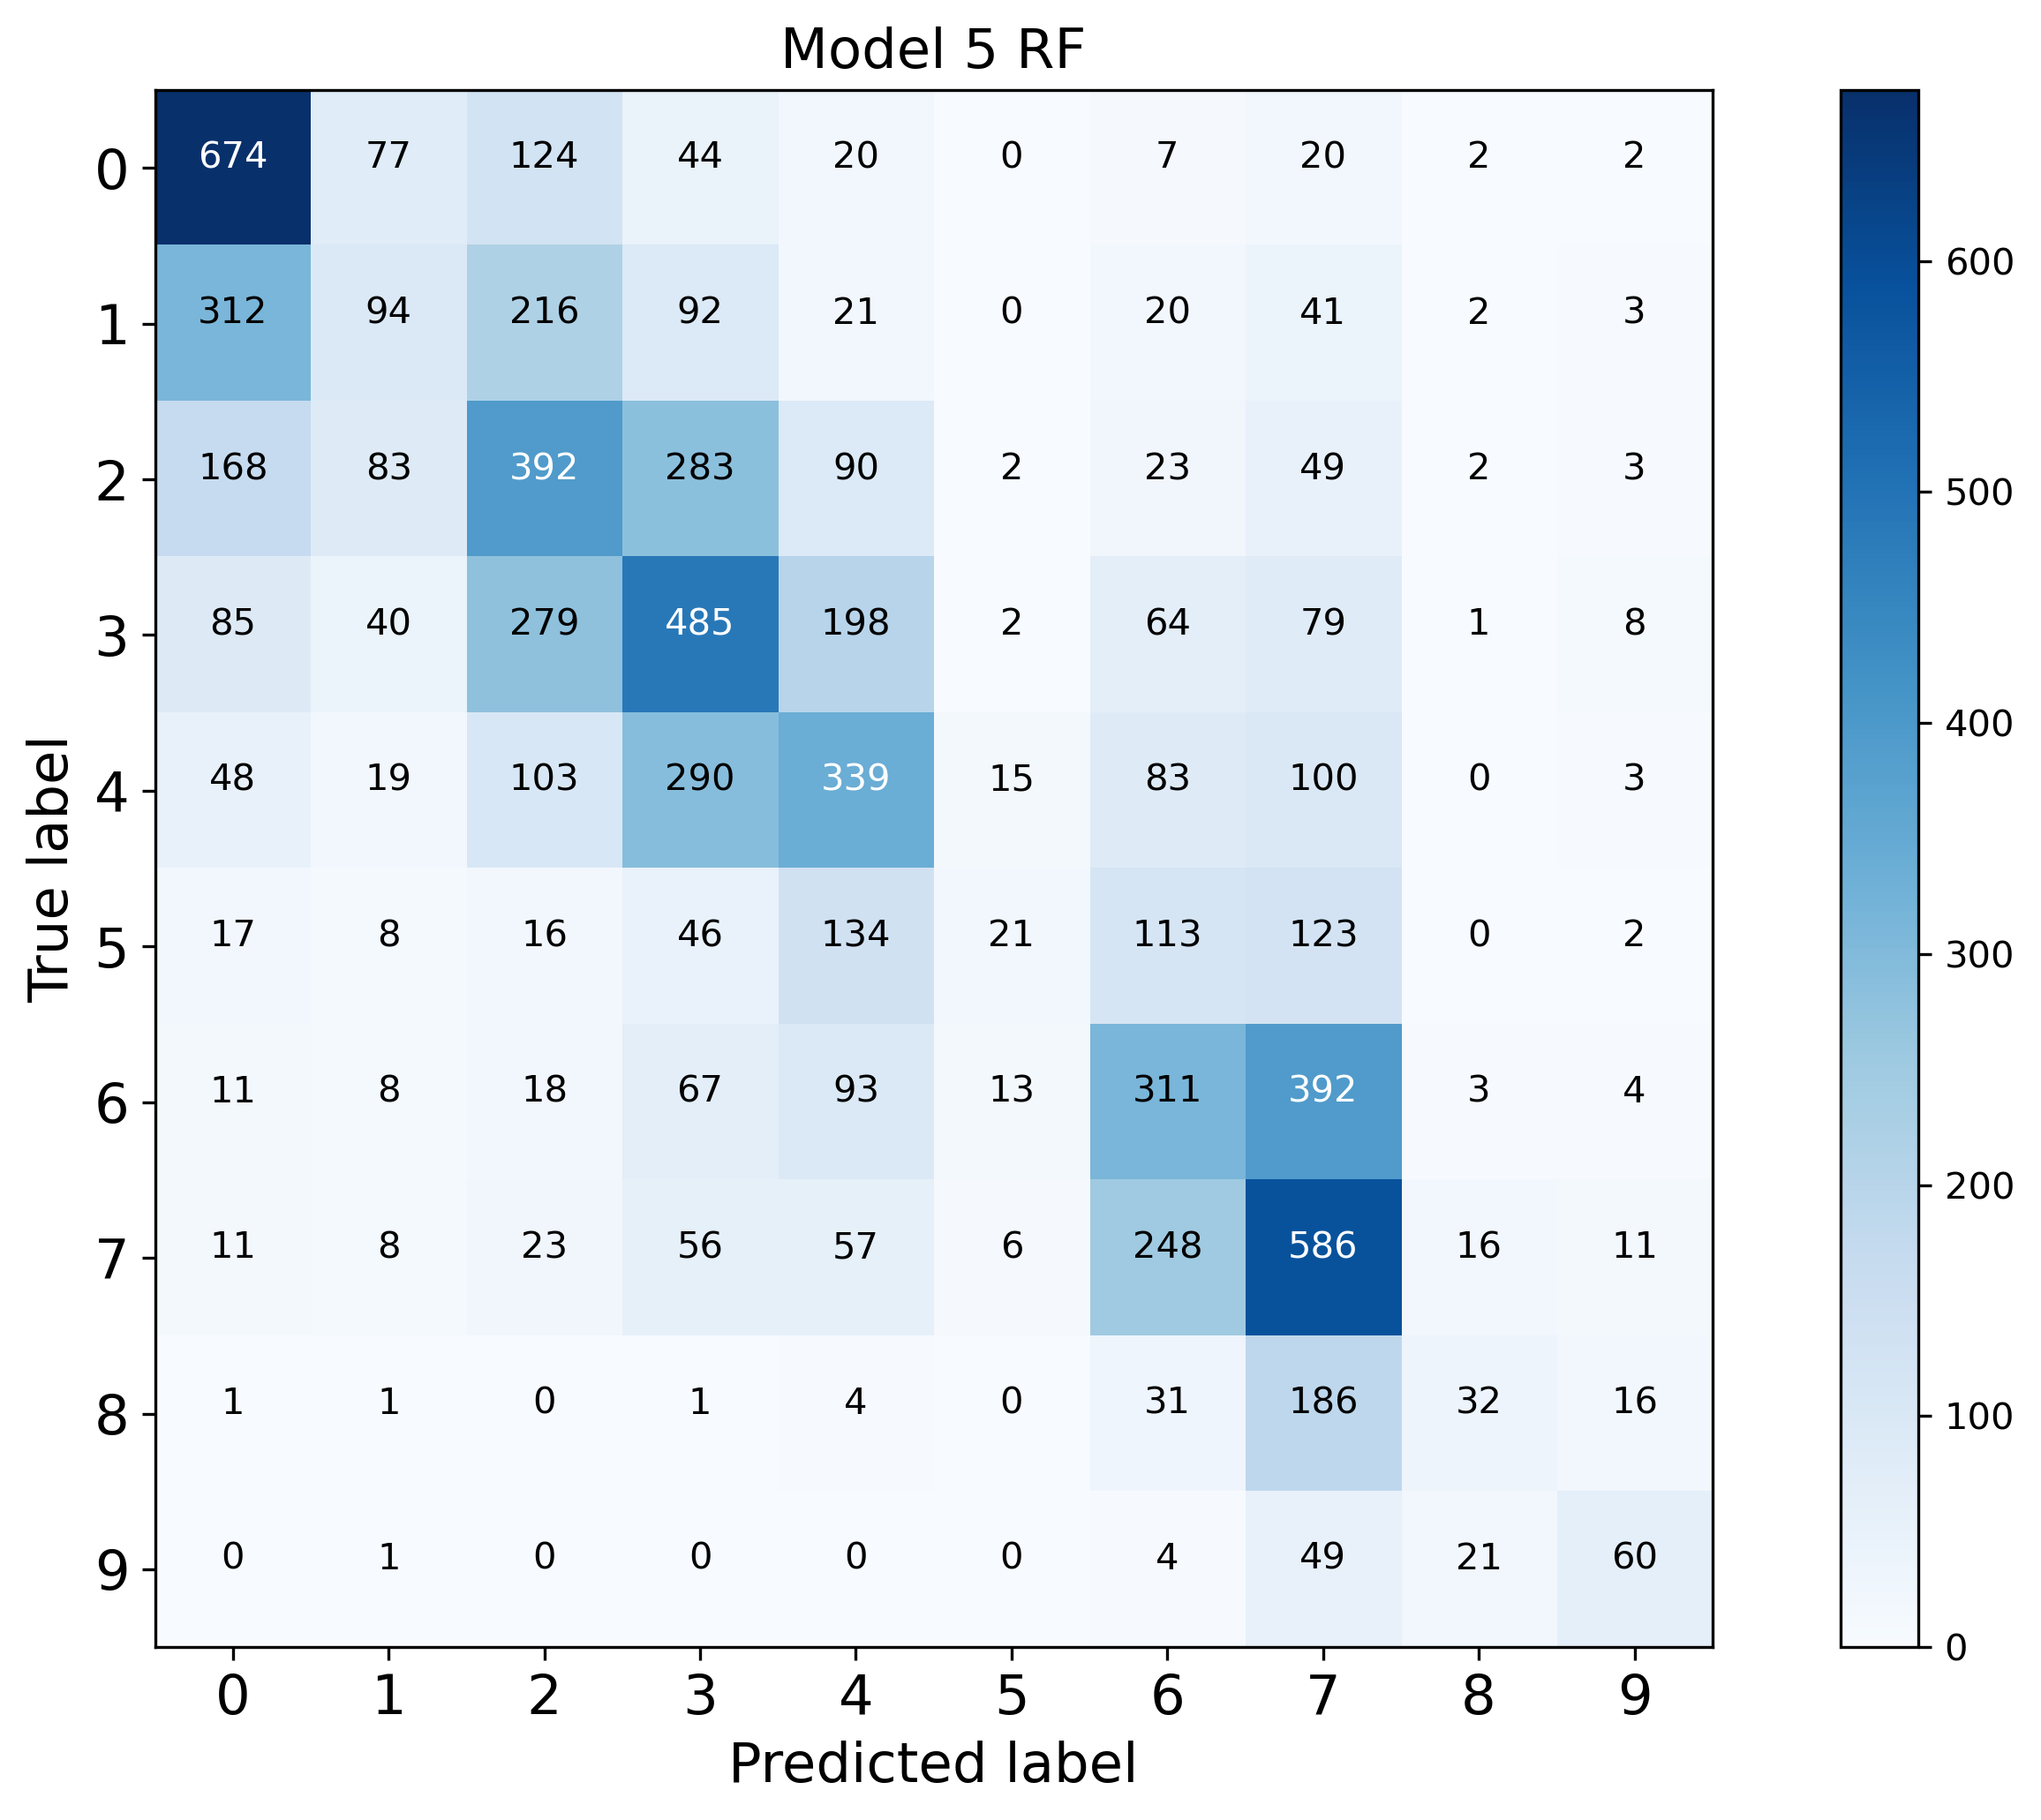 Model 5 RF
0 674 77 124 44 20 0 7 20 2 2
1 312 94 216 92 21 0 20 41 2 3
2 168 83 392 283 90 2 23 49 2 3
3 85 40 279 485 198 2 64 79 1 8
4 48 19 103 290 339 15 83 100 0 3
5 17 8 16 46 134 21 113 123 0 2
6 11 8 18 67 93 13 311 392 3 4
7 11 8 23 56 57 6 248 586 16 11
8 1 1 0 1 4 0 31 186 32 16
9 0 1 0 0 0 0 4 49 21 60
0 1 2 3 4 5 6 7 8 9
Predicted label
True label
600
500
400
300
200
100
0